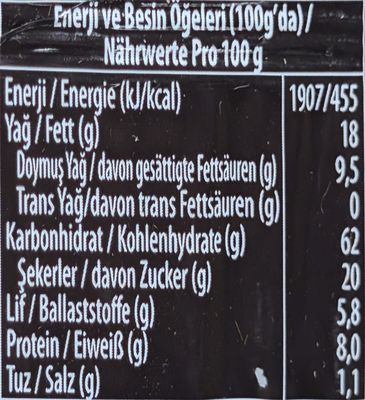 Enerji ve Besin Öğeleri (100g'da) /
Nährwerte Pro 100 g
Enerji / Energie (kJ/kcal) 1907/455
Yağ / Fett (g) 18
Doymuş Yağ / davon gesättigte Fettsäuren (g) 9,5
Trans Yağ/davon trans Fettsäuren (g) 0
Karbonhidrat / Kohlenhydrate (g) 62
Şekerler / davon Zucker (g) 20
Lif / Ballaststoffe (g) 5,8
Protein / Eiweiß (g) 8,0
Tuz / Salz (g) 1,1